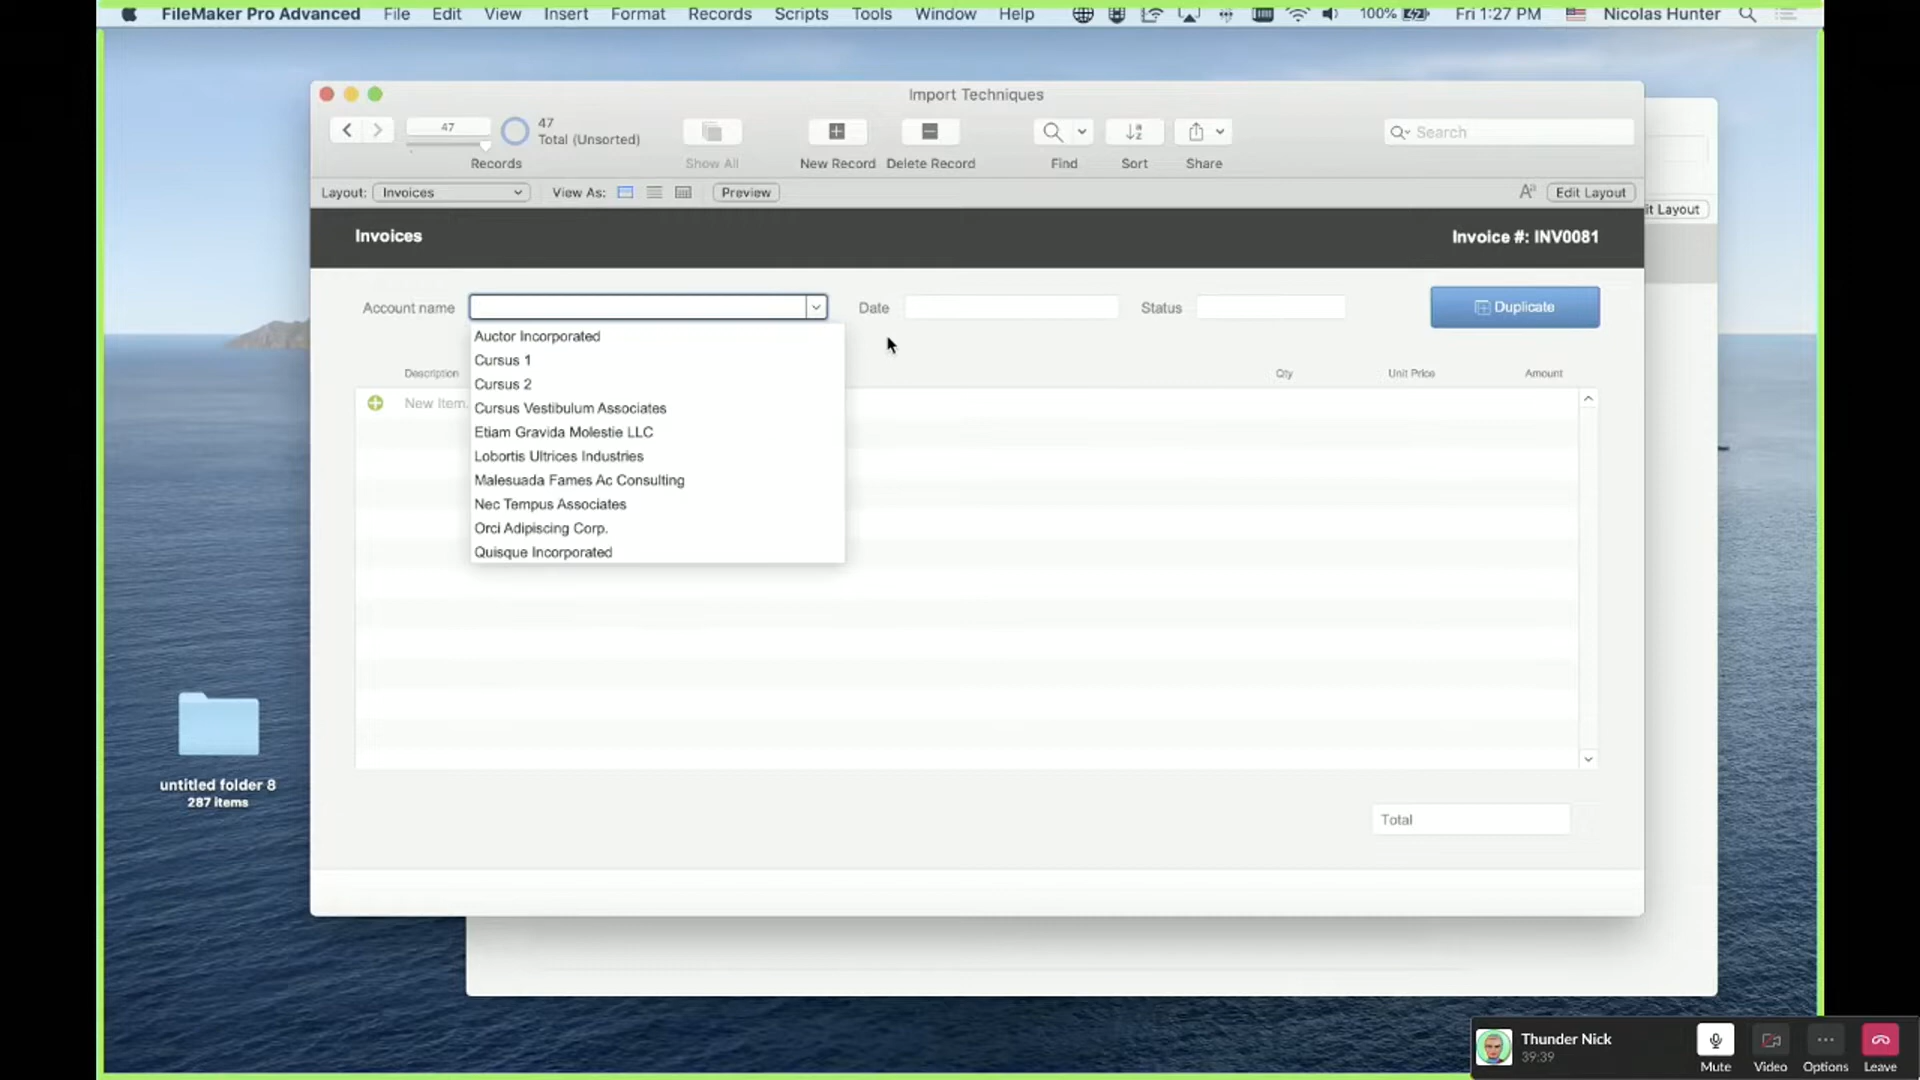 FileMaker Pro Advanced File Edit View Insert Format Records Scripts Tools Window Help 100% Fri 1:27 PM Nicolas Hunter
Import Techniques
47
47
Total (Unsorted)
Search
Records Show All New Record Delete Record Find Sort Share
Layout: Invoices View As: Preview Aa Edit Layout
it Layout
Invoices Invoice #: INV0081
Account name Date Status Duplicate
Auctor Incorporated
Cursus 1
Description Qty Unit Price Amount
Cursus 2
New Item.
Cursus Vestibulum Associates
Etiam Gravida Molestie LLC
Lobortis Ultrices Industries
Malesuada Fames Ac Consulting
Nec Tempus Associates
Orci Adipiscing Corp.
Quisque Incorporated
untitled folder 8
287 items
Total
Thunder Nick
39:39
Mute Video Options Leave